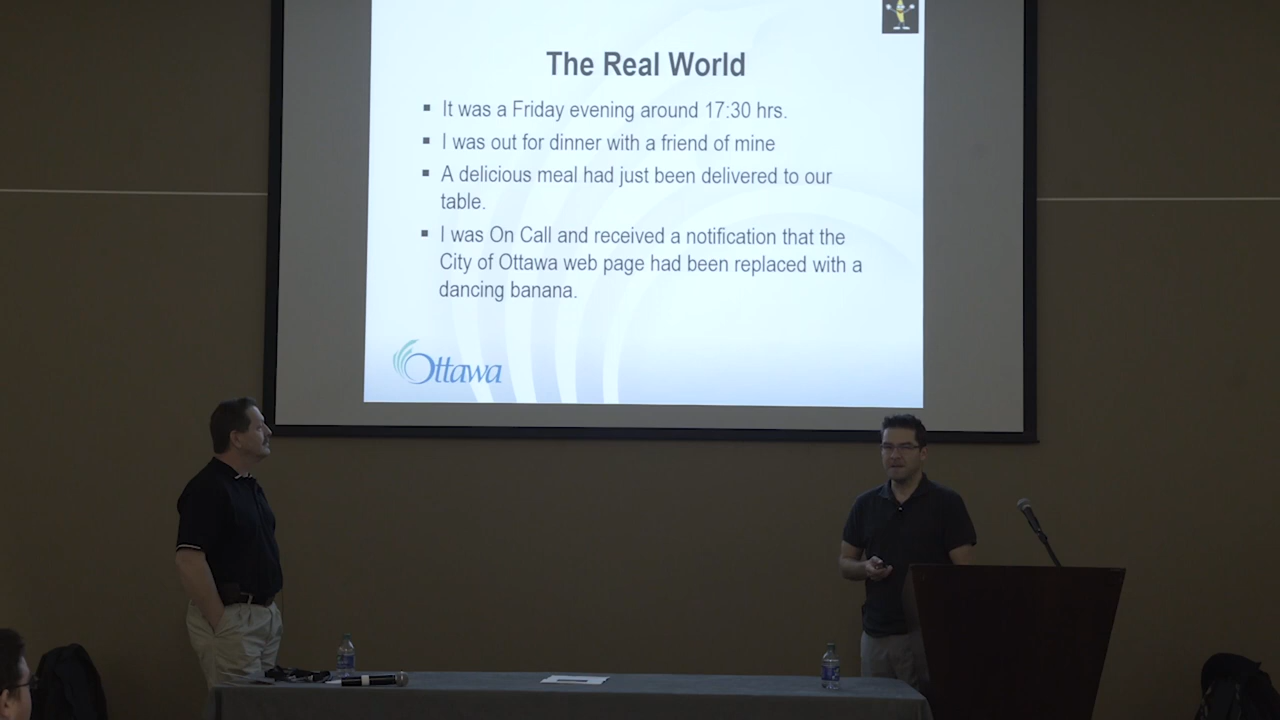 The Real World
▪ It was a Friday evening around 17:30 hrs.
▪ I was out for dinner with a friend of mine
▪ A delicious meal had just been delivered to our
table.
▪ I was On Call and received a notification that the
City of Ottawa web page had been replaced with a
dancing banana.
Ottawa